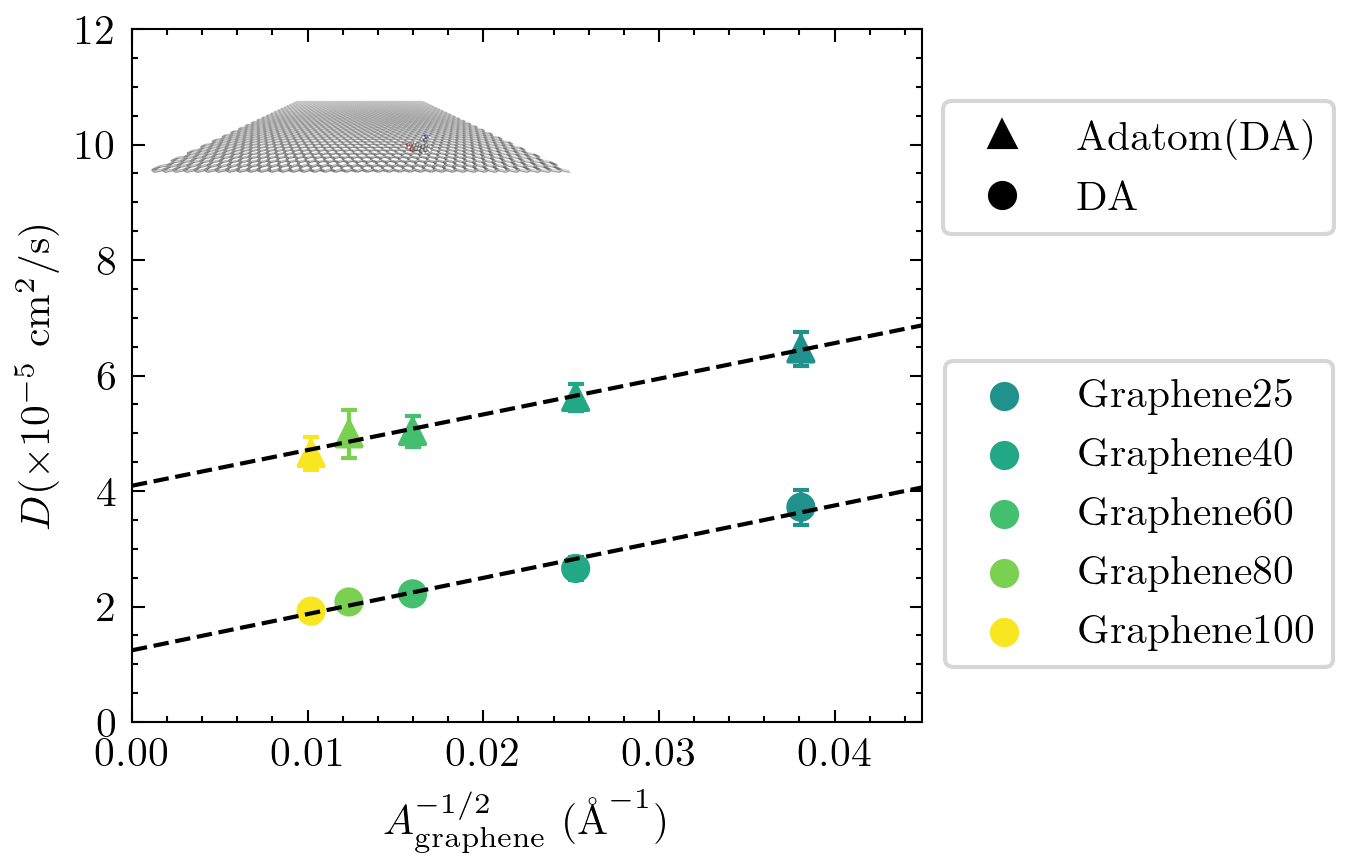 12
10
8
6
4
2
0
0.00 0.01 0.02 0.03 0.04
D(×10⁻⁵ cm²/s)
A_graphene^−1/2 (Å⁻¹)
Adatom(DA)
DA
Graphene25
Graphene40
Graphene60
Graphene80
Graphene100